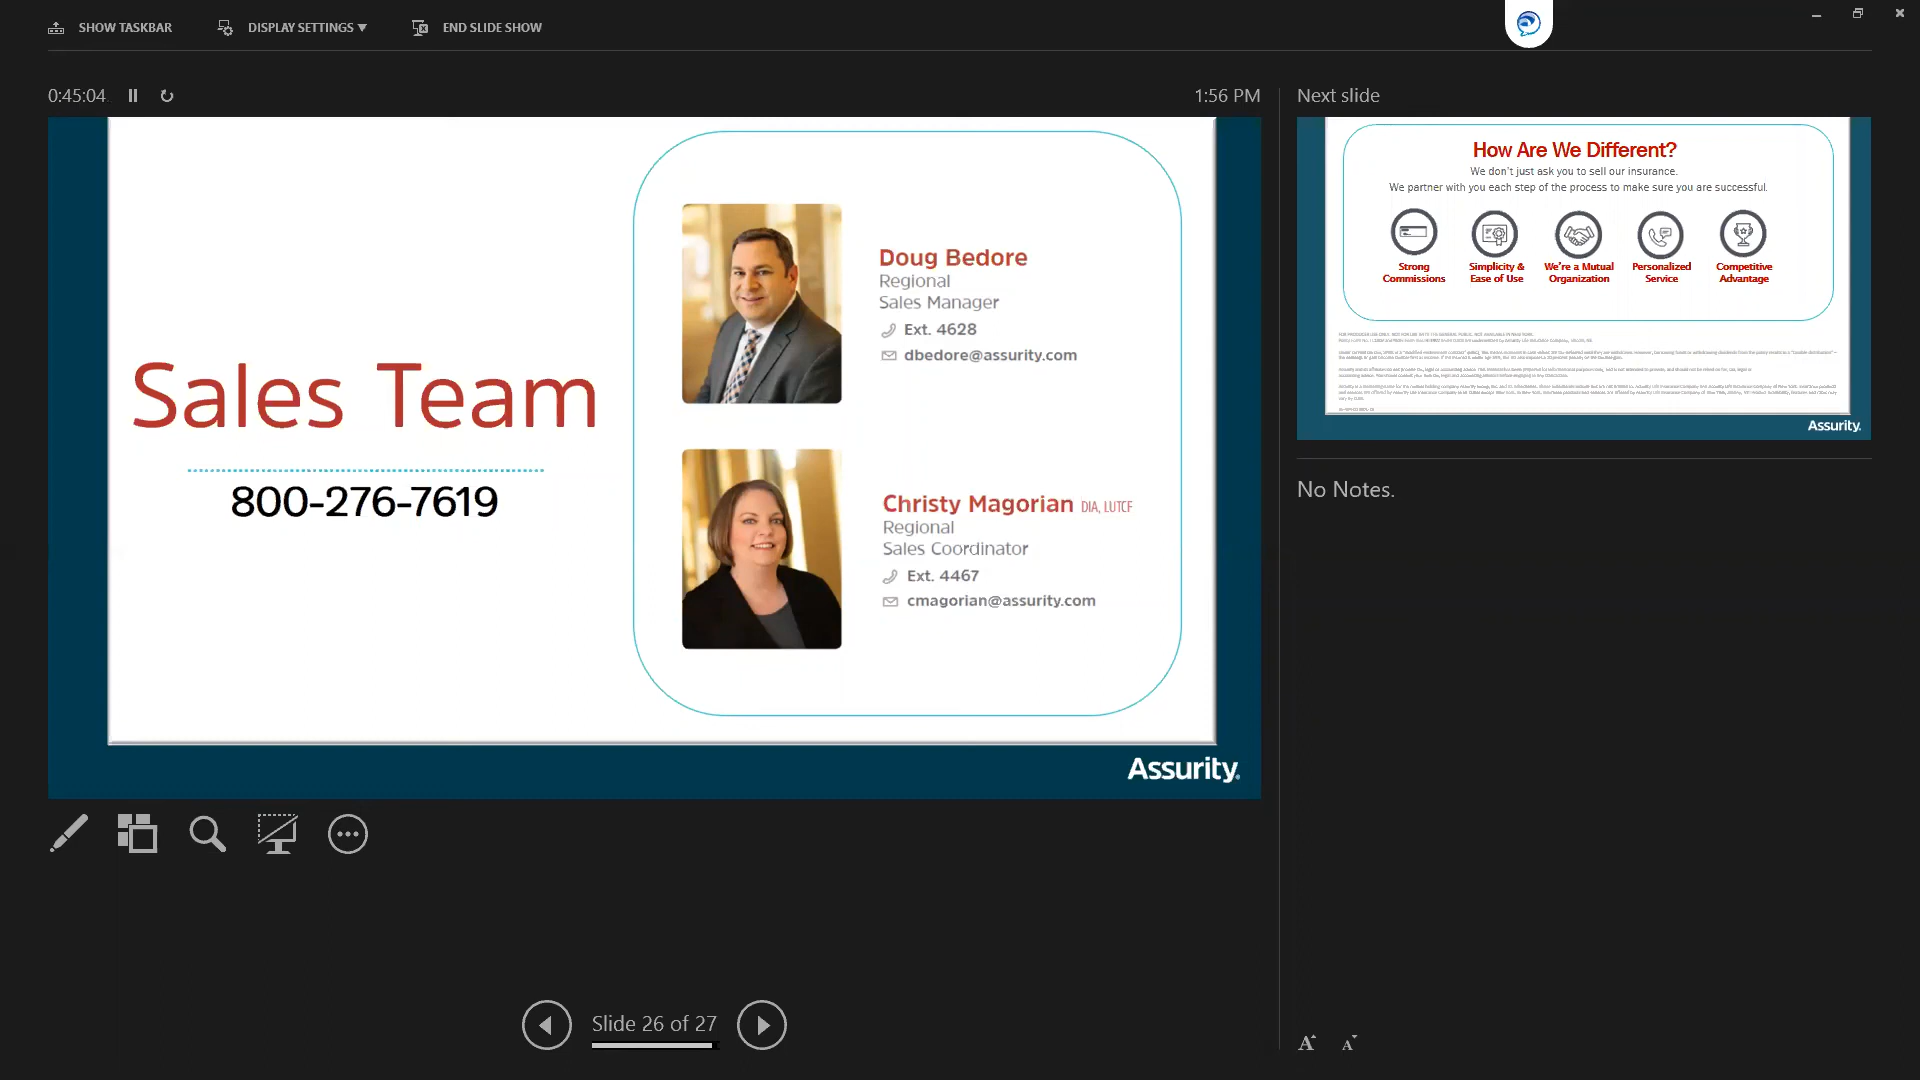 SHOW TASKBAR
DISPLAY SETTINGS
END SLIDE SHOW
0:45:04
1:56 PM
Sales Team
800-276-7619
Doug Bedore
Regional
Sales Manager
Ext. 4628
dbedore@assurity.com
Christy Magorian DIA, LUTCF
Regional
Sales Coordinator
Ext. 4467
cmagorian@assurity.com
Assurity.
Slide 26 of 27
Next slide
How Are We Different?
We don't just ask you to sell our insurance.
We partner with you each step of the process to make sure you are successful.
Strong
Commissions
Simplicity &
Ease of Use
We're a Mutual
Organization
Personalized
Service
Competitive
Advantage
Assurity.
No Notes.
A
A